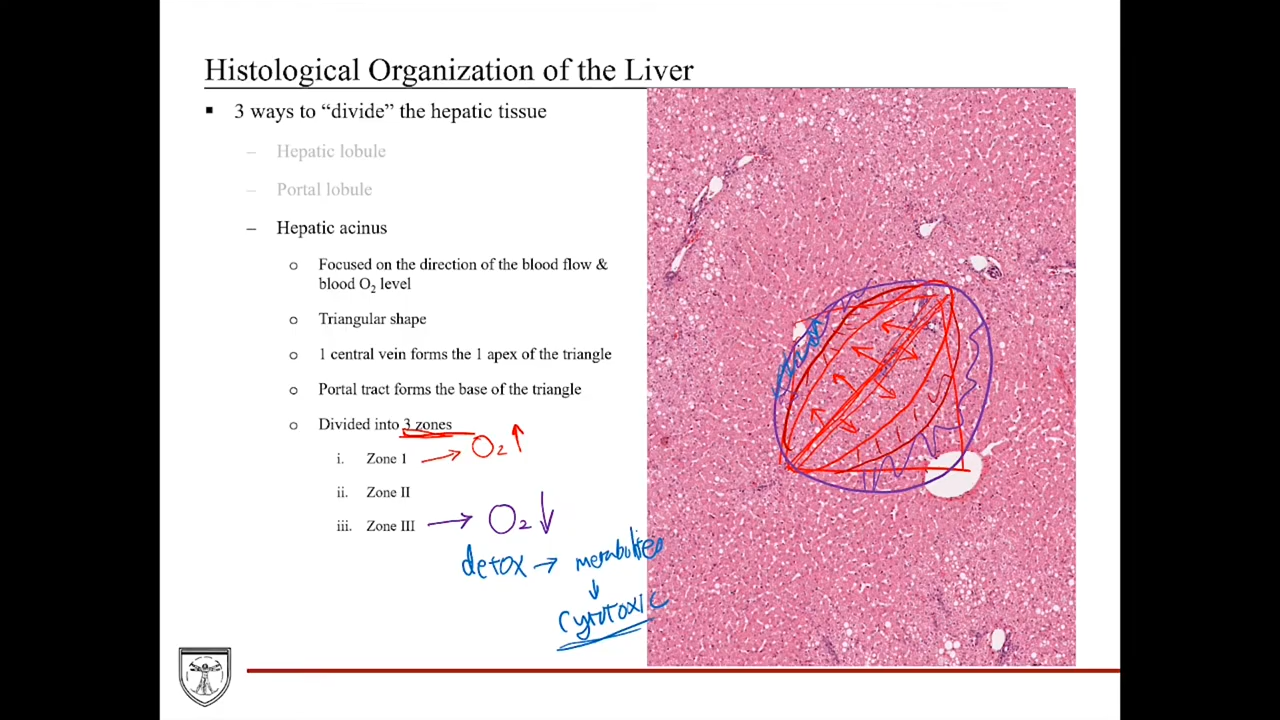 Histological Organization of the Liver
▪ 3 ways to “divide” the hepatic tissue
– Hepatic lobule
– Portal lobule
– Hepatic acinus
o Focused on the direction of the blood flow &
blood O₂ level
o Triangular shape
o 1 central vein forms the 1 apex of the triangle
o Portal tract forms the base of the triangle
o Divided into 3 zones
i. Zone I → O₂ ↑
ii. Zone II
iii. Zone III → O₂ ↓
detox → metabolites
↓
cytotoxic